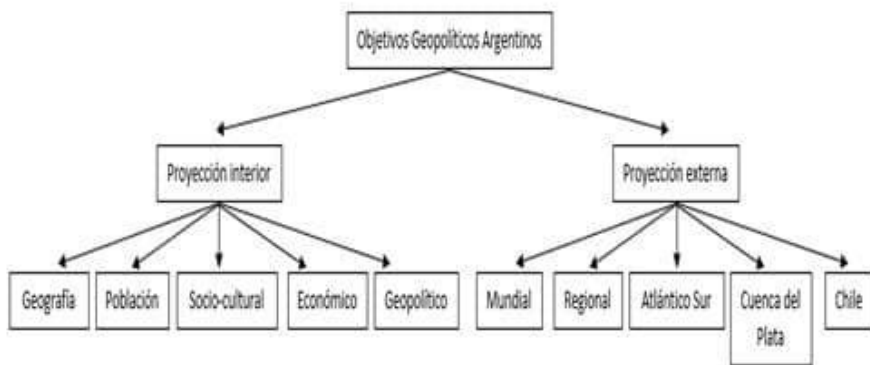 Objetivos Geopolíticos Argentinos
Proyección interior
Proyección externa
Geografía
Población
Socio-cultural
Económico
Geopolítico
Mundial
Regional
Atlántico Sur
Cuenca del
Plata
Chile